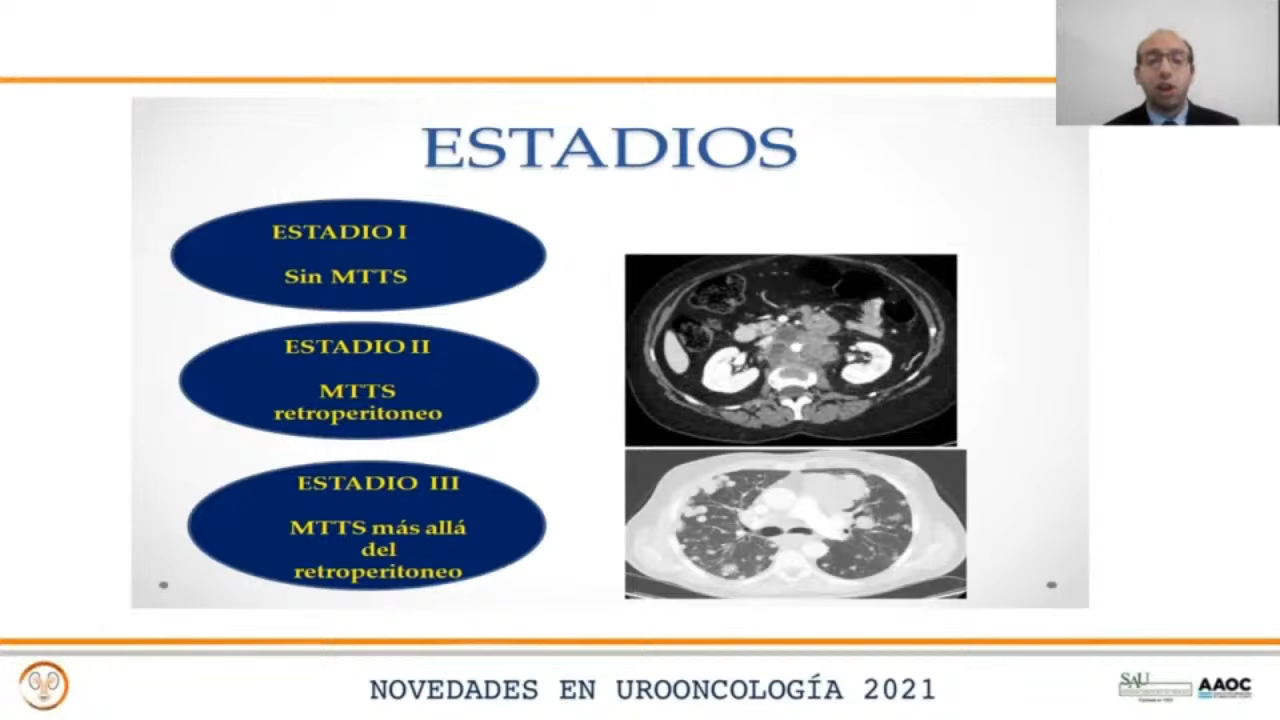 ESTADIOS
ESTADIO I
Sin MTTS
ESTADIO II
MTTS
retroperitoneo
ESTADIO III
MTTS más allá
del
retroperitoneo
NOVEDADES EN UROONCOLOGÍA 2021
SAU
AAOC